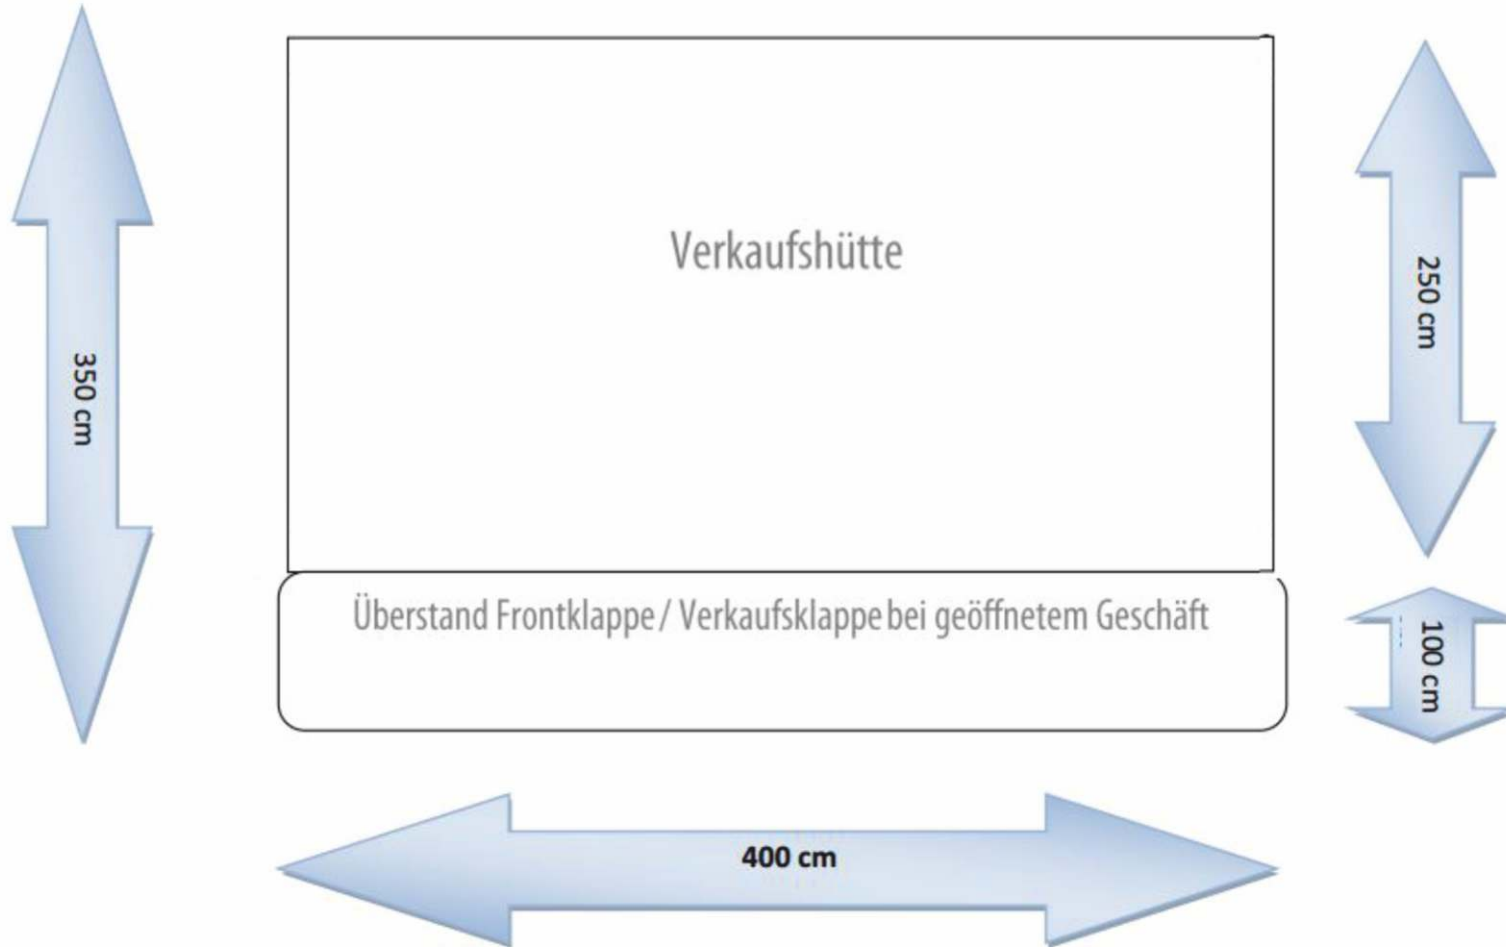 Verkaufshütte
350 cm
250 cm
Überstand Frontklappe / Verkaufsklappe bei geöffnetem Geschäft
100 cm
400 cm